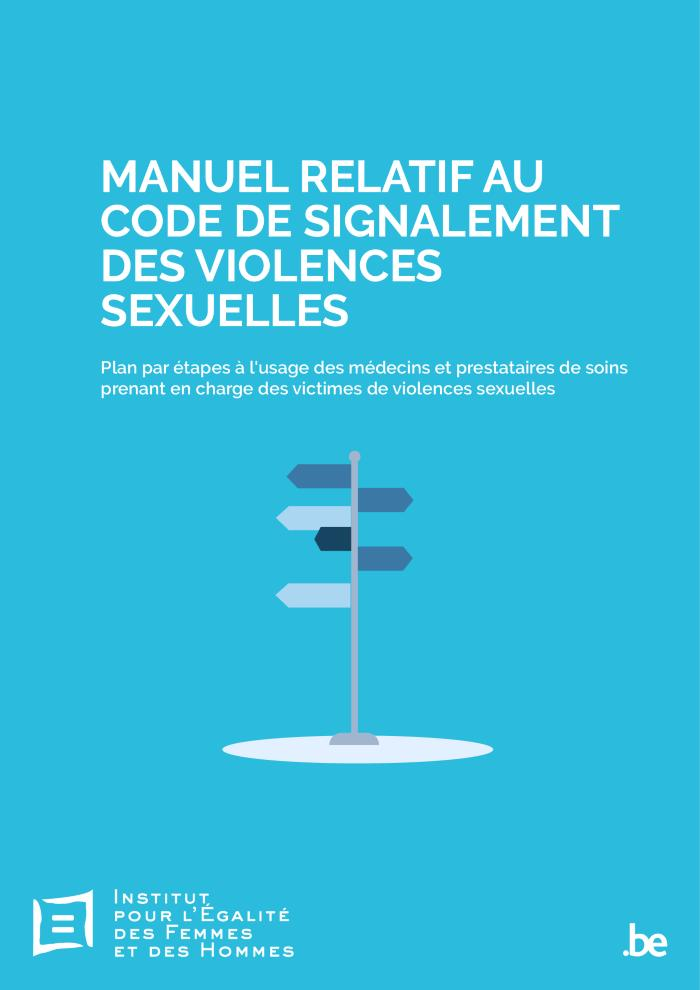 MANUEL RELATIF AU
CODE DE SIGNALEMENT
DES VIOLENCES
SEXUELLES
Plan par étapes à l'usage des médecins et prestataires de soins
prenant en charge des victimes de violences sexuelles
INSTITUT
POUR L'ÉGALITÉ
DES FEMMES
ET DES HOMMES
.be